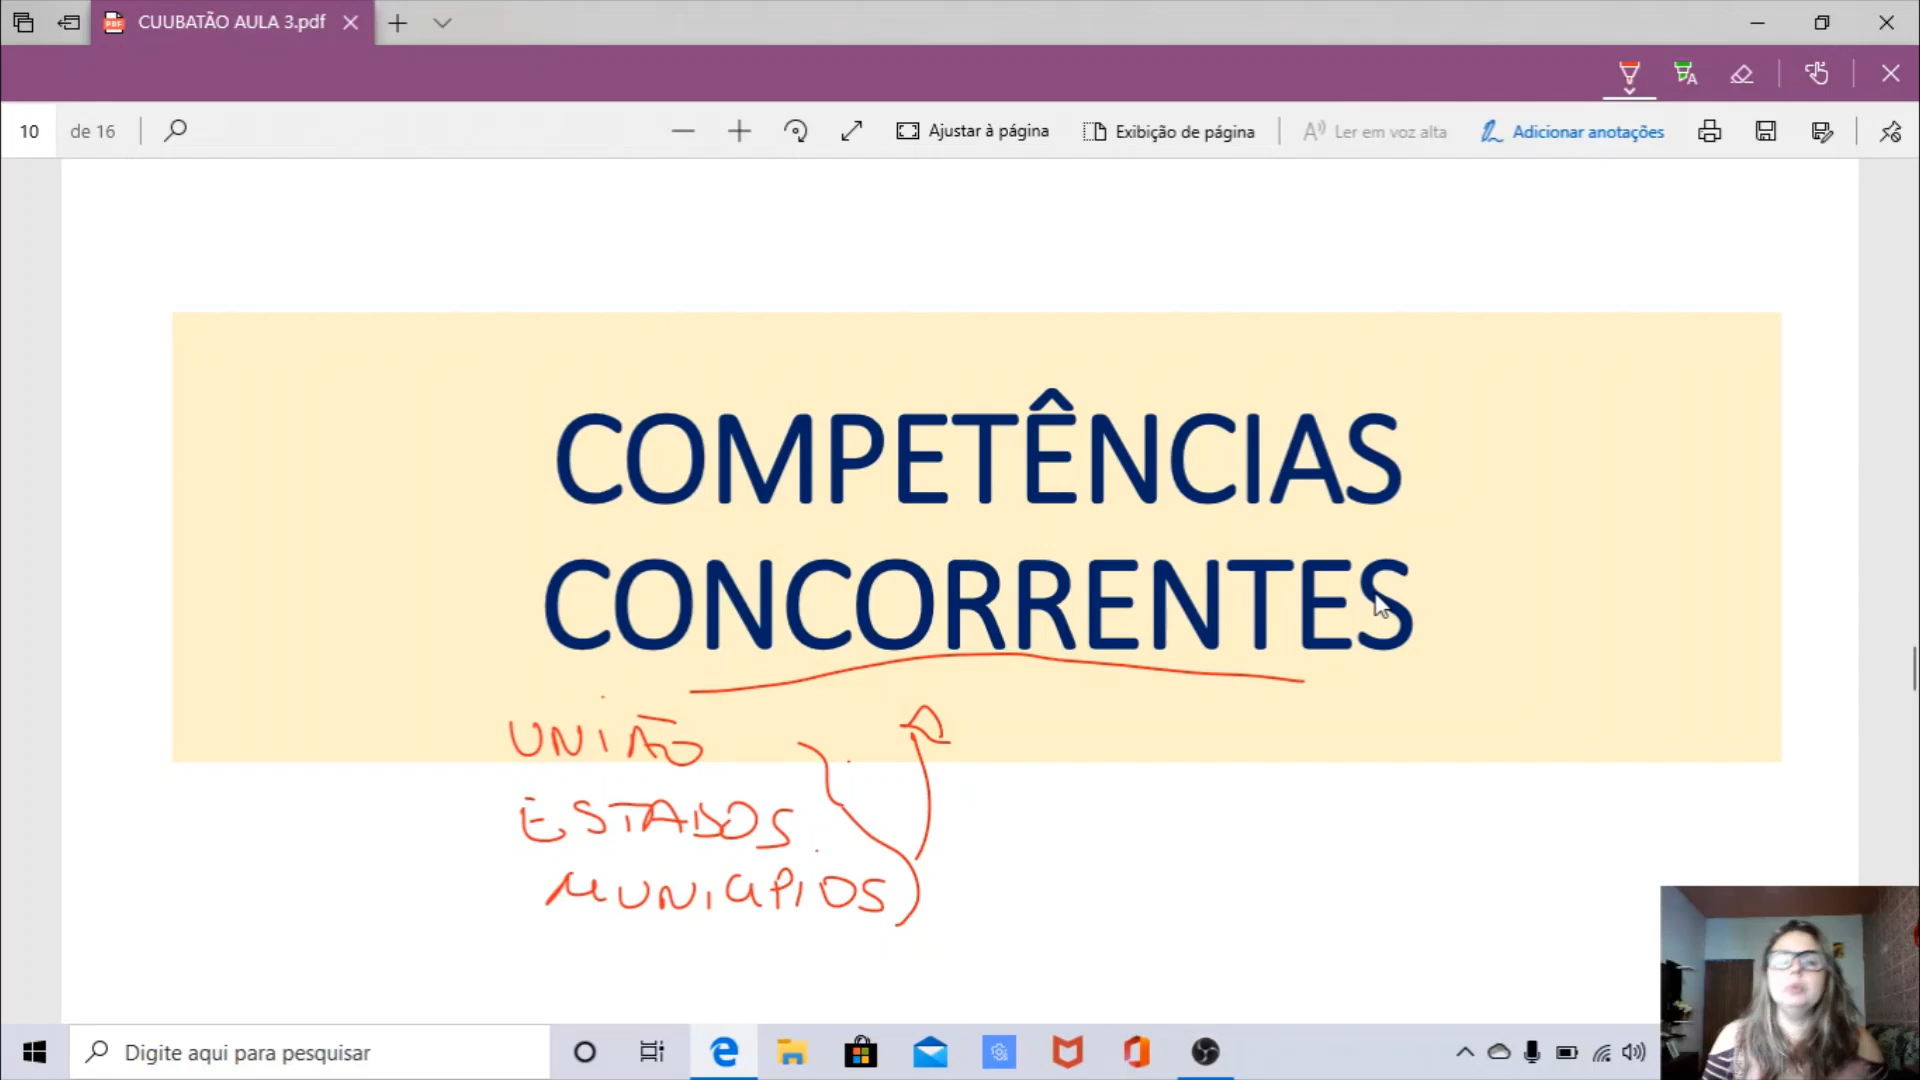 CUUBATÃO AULA 3.pdf
10 de 16
Ajustar à página
Exibição de página
Ler em voz alta
Adicionar anotações
COMPETÊNCIAS
CONCORRENTES
UNIÃO
ESTADOS
MUNICIPIOS
Digite aqui para pesquisar